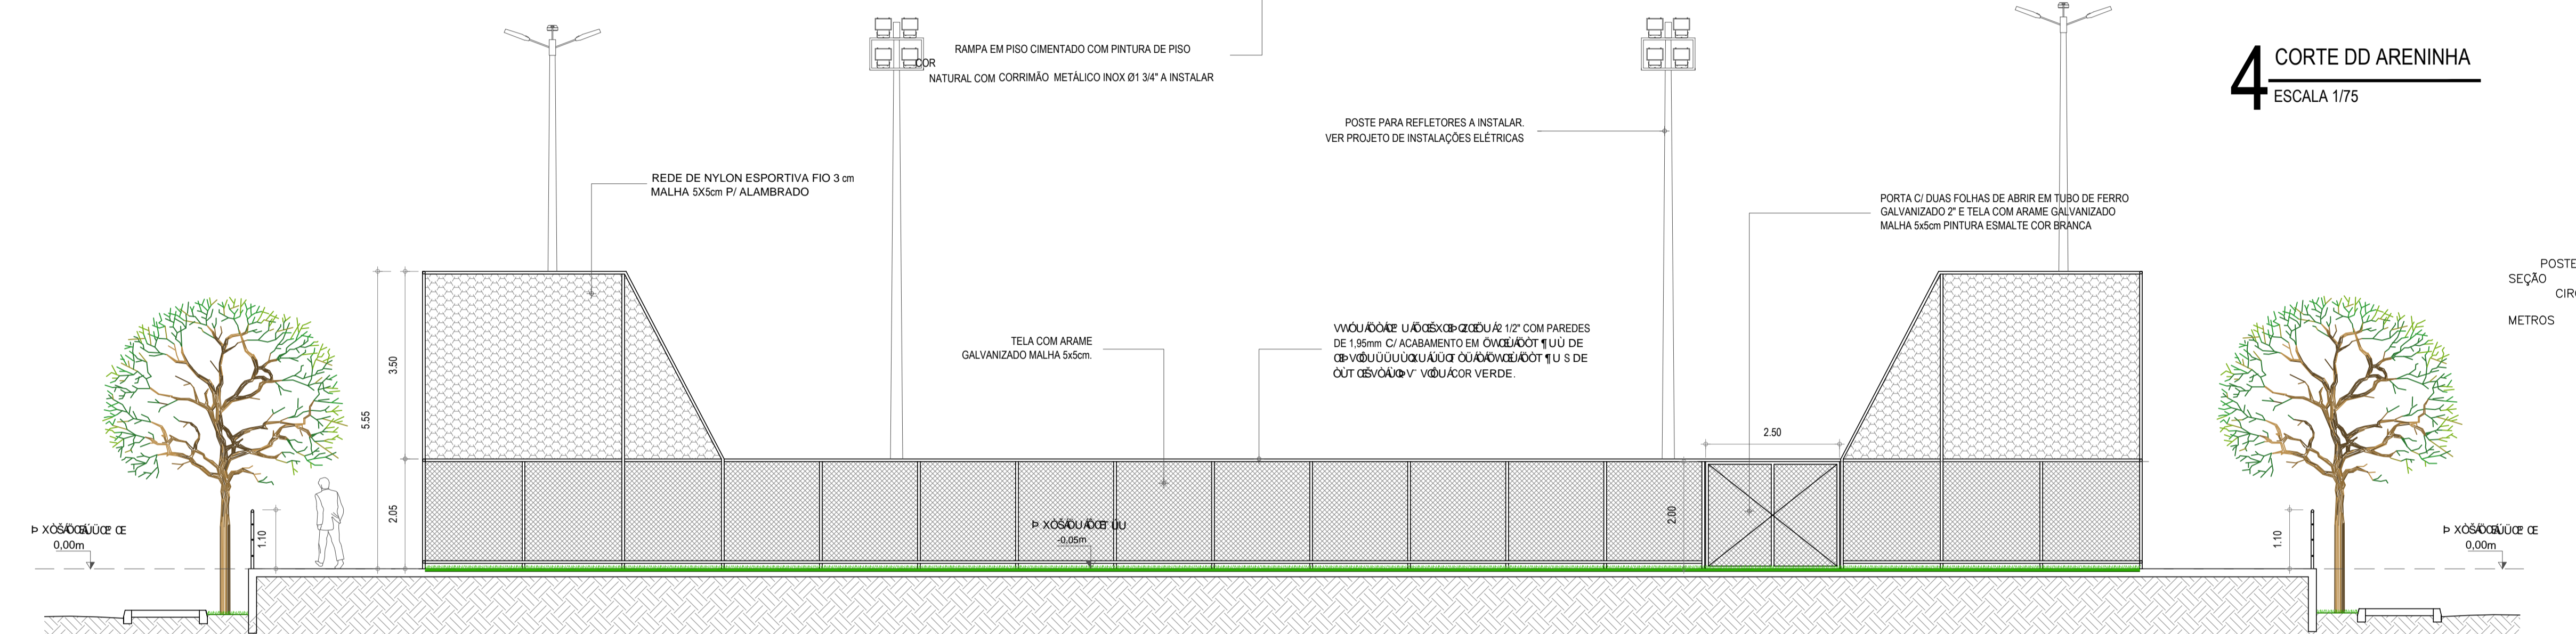 RAMPA EM PISO CIMENTADO COM PINTURA DE PISO
COR
NATURAL COM CORRIMÃO METÁLICO INOX Ø1 3/4" A INSTALAR
4 CORTE DD ARENINHA
ESCALA 1/75
POSTE PARA REFLETORES A INSTALAR.
VER PROJETO DE INSTALAÇÕES ELÉTRICAS
REDE DE NYLON ESPORTIVA FIO 3 cm
MALHA 5X5cm P/ ALAMBRADO
PORTA C/ DUAS FOLHAS DE ABRIR EM TUBO DE FERRO
GALVANIZADO 2" E TELA COM ARAME GALVANIZADO
MALHA 5x5cm PINTURA ESMALTE COR BRANCA
POSTE
SEÇÃO
CIR
METROS
TELA COM ARAME
GALVANIZADO MALHA 5x5cm.
2 1/2" COM PAREDES
DE 1,95mm C/ ACABAMENTO EM
DE
DE
COR VERDE.
3.50
5.55
2.05
2.50
2.00
1.10
0,00m
-0,05m
1.10
0,00m